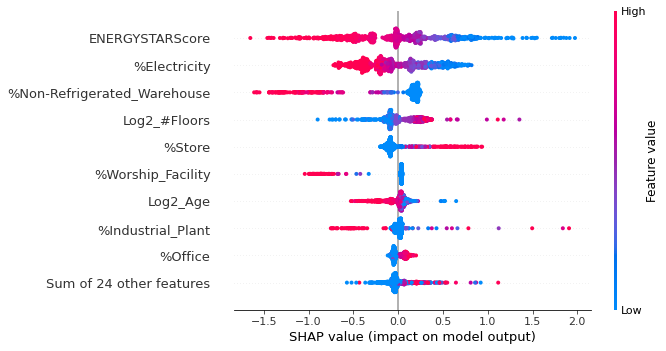 High
ENERGYSTARScore
%Electricity
%Non-Refrigerated_Warehouse
Log2_#Floors
%Store
%Worship_Facility
Log2_Age
%Industrial_Plant
%Office
Sum of 24 other features
Feature value
Low
−1.5 −1.0 −0.5 0.0 0.5 1.0 1.5 2.0
SHAP value (impact on model output)